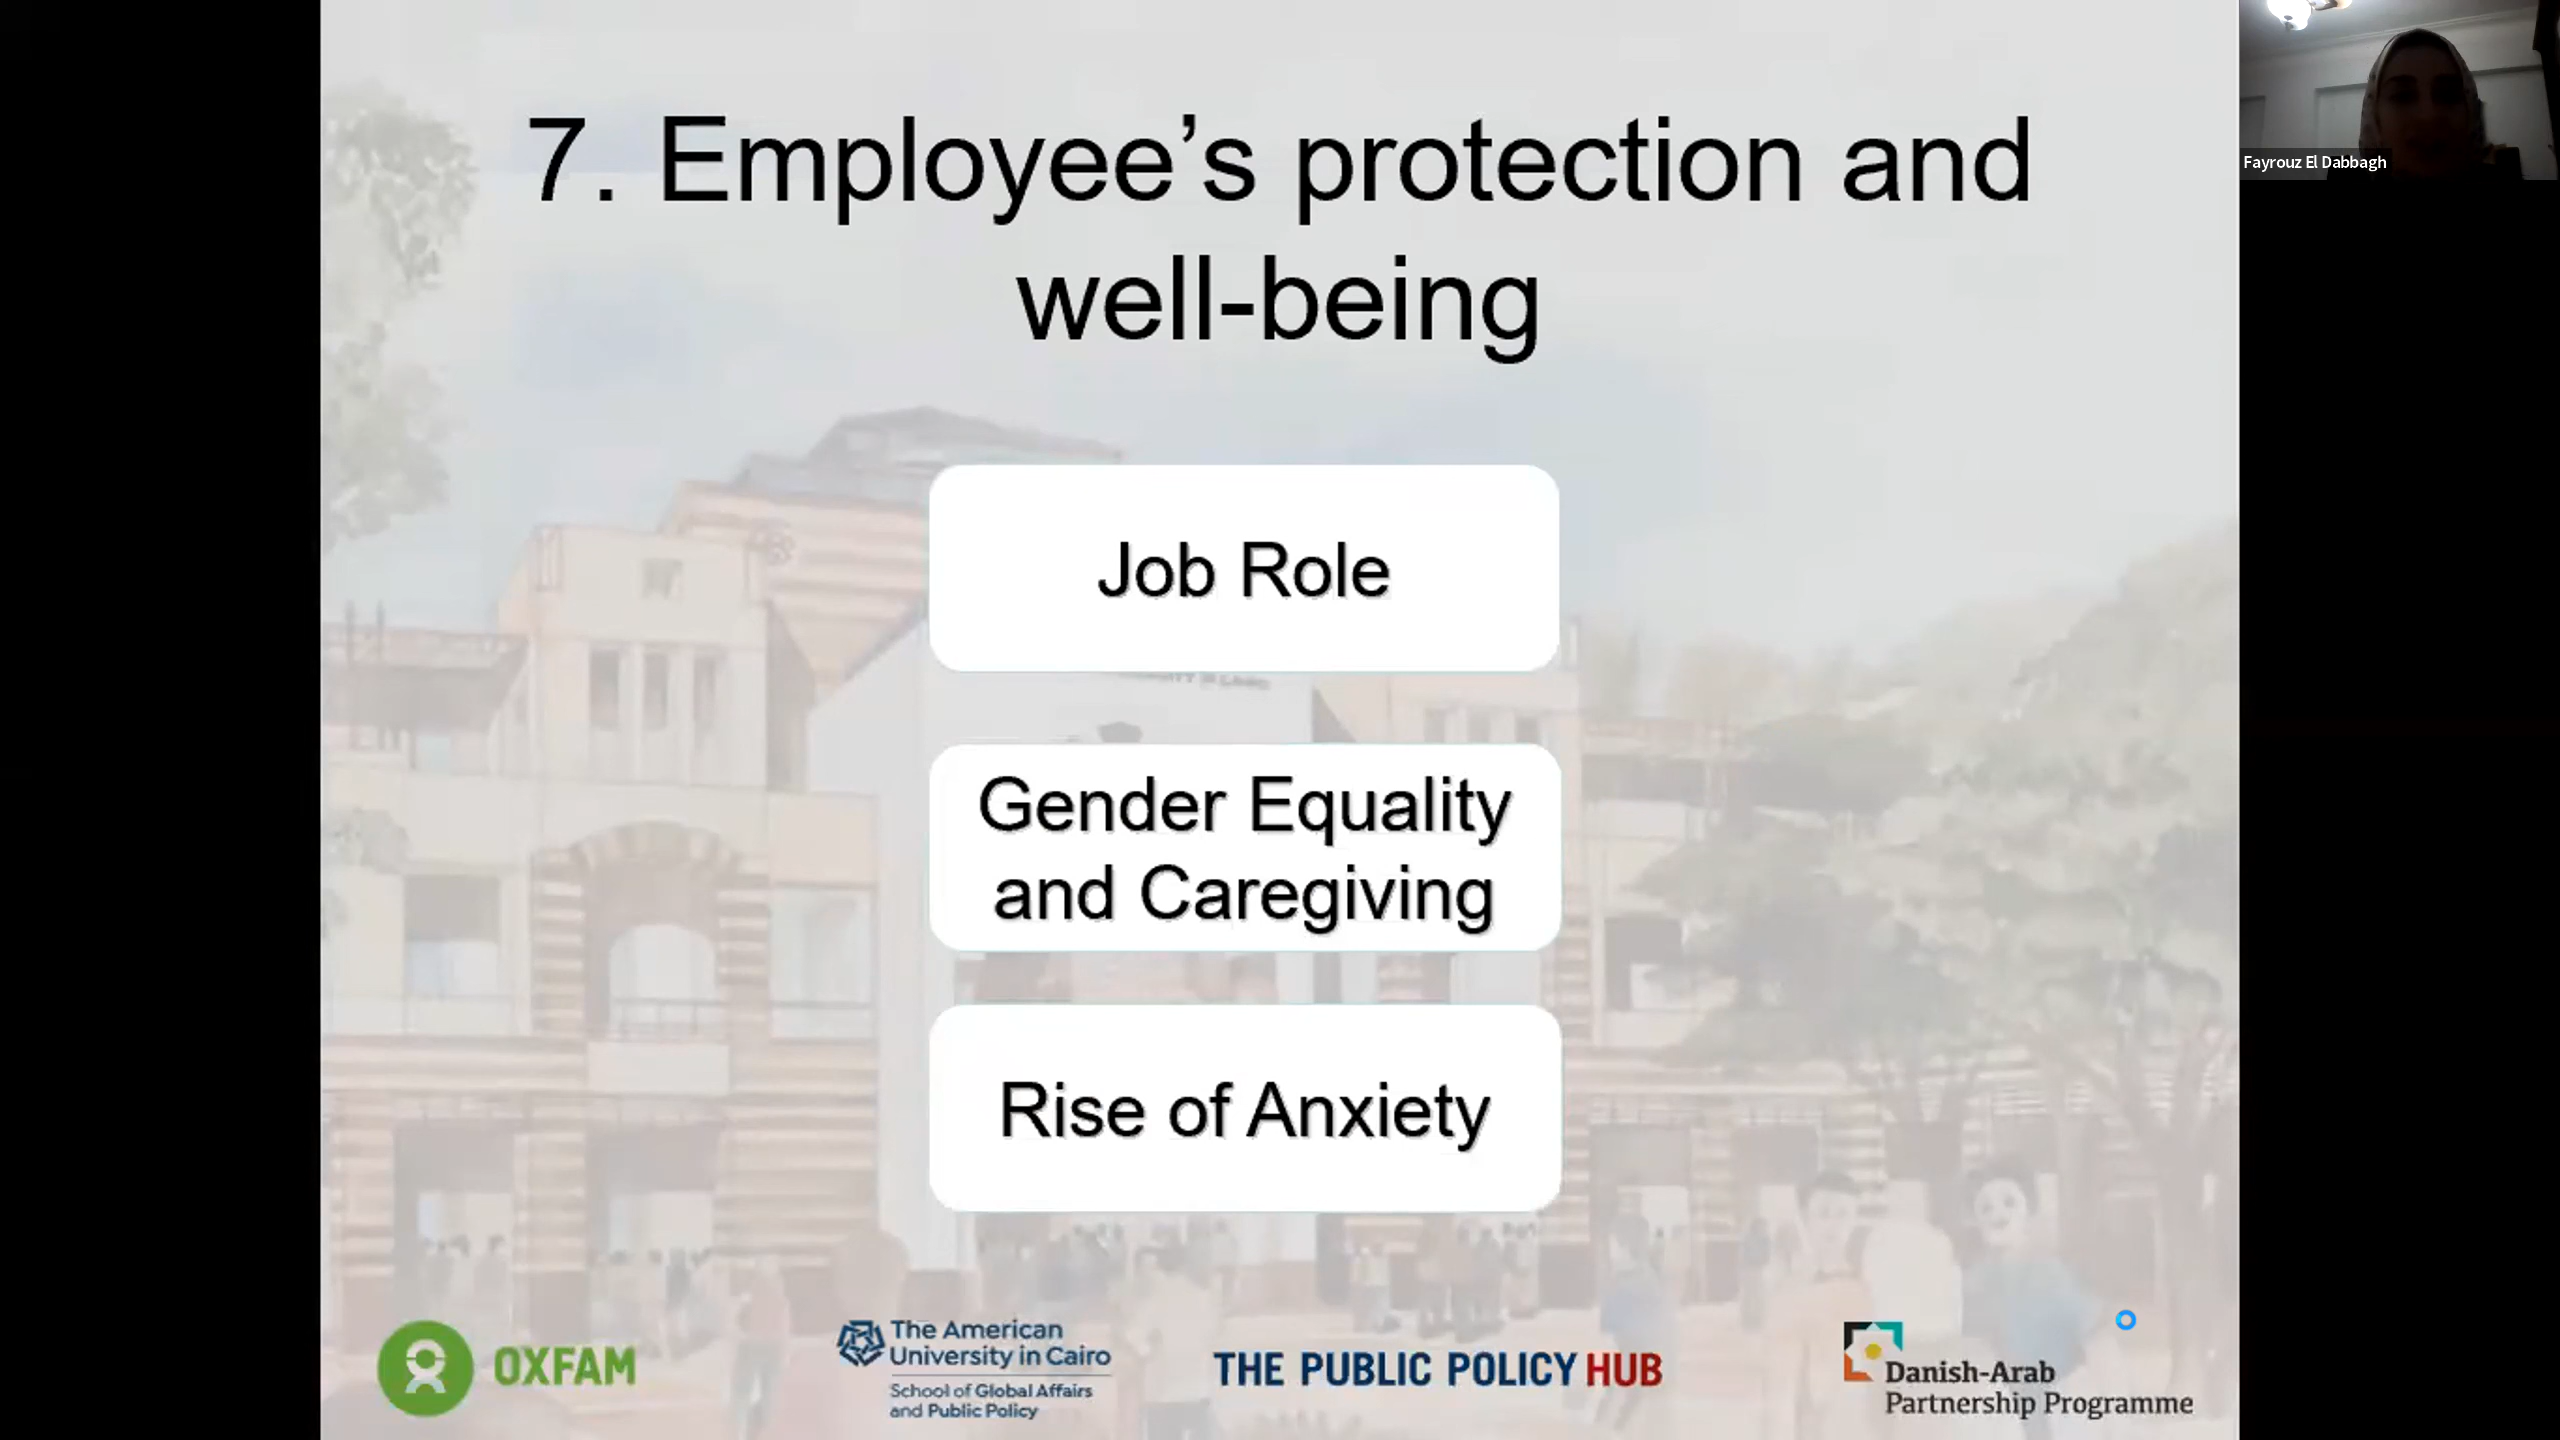 7. Employee’s protection and
well-being
Job Role
Gender Equality
and Caregiving
Rise of Anxiety
OXFAM
The American
University in Cairo
School of Global Affairs
and Public Policy
THE PUBLIC POLICY HUB
Danish-Arab
Partnership Programme
Fayrouz El Dabbagh